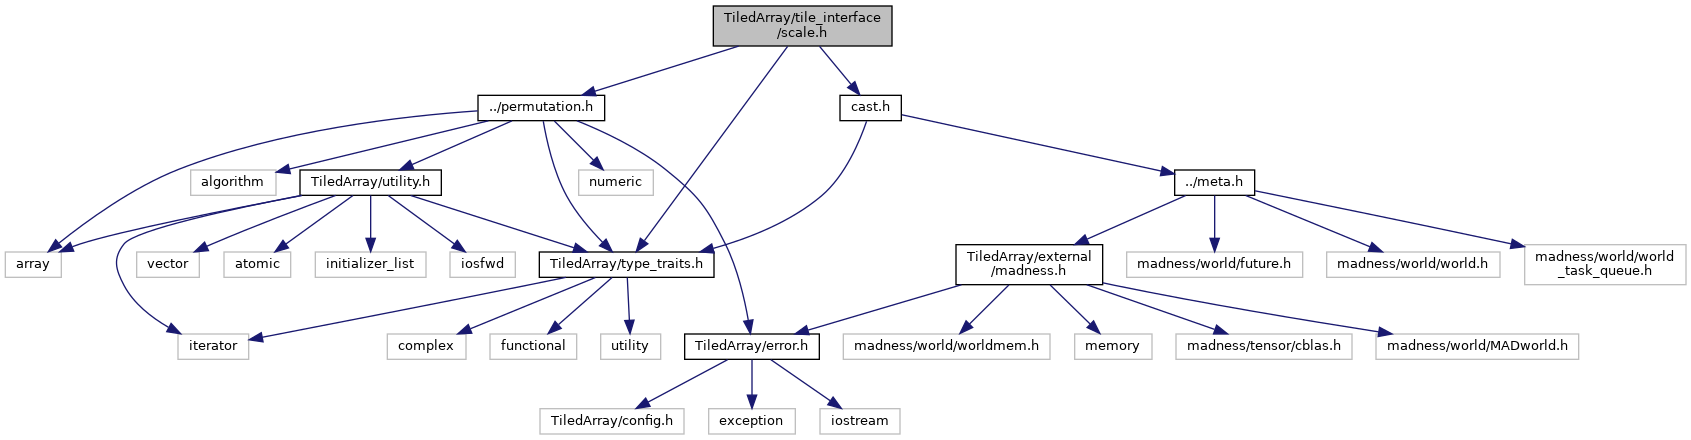 TiledArray/tile_interface
/scale.h
../permutation.h
cast.h
algorithm
TiledArray/utility.h
numeric
../meta.h
array
vector
atomic
initializer_list
iosfwd
TiledArray/type_traits.h
TiledArray/external
/madness.h
madness/world/future.h
madness/world/world.h
madness/world/world
_task_queue.h
iterator
complex
functional
utility
TiledArray/error.h
madness/world/worldmem.h
memory
madness/tensor/cblas.h
madness/world/MADworld.h
TiledArray/config.h
exception
iostream